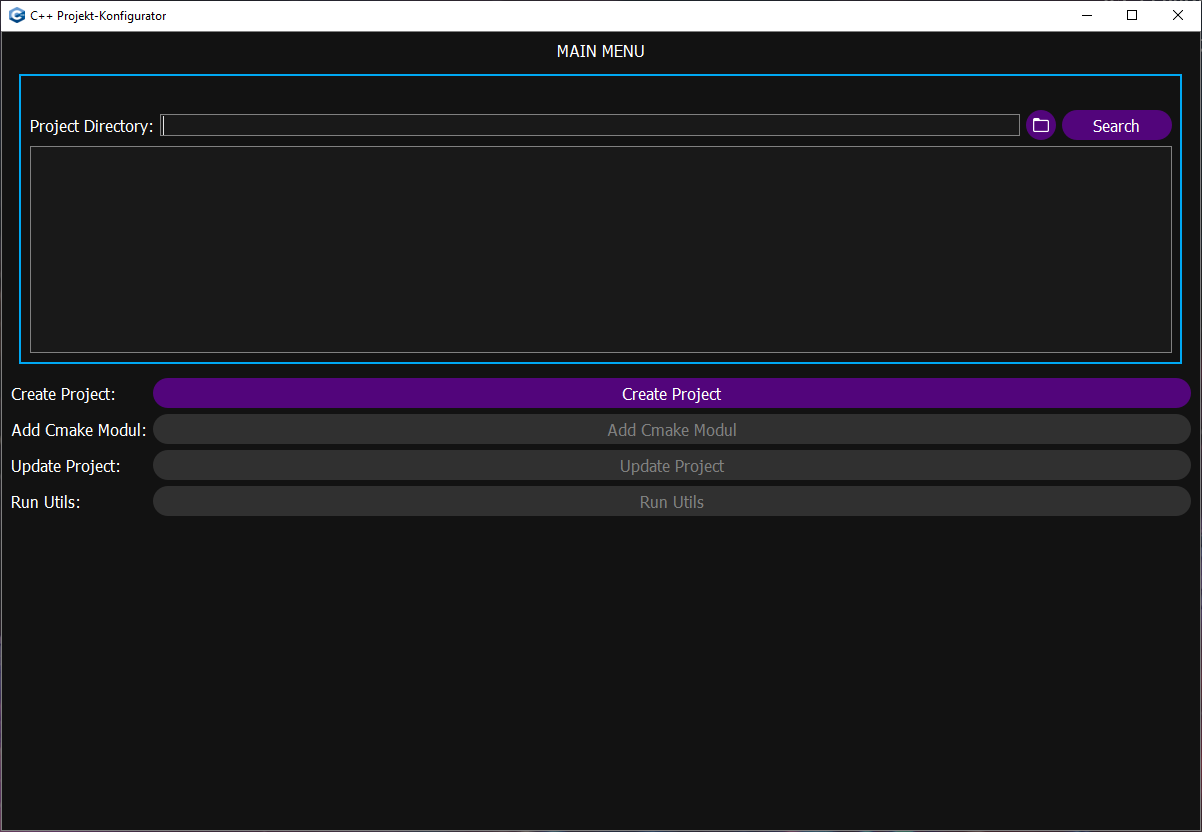 C++ Projekt-Konfigurator
MAIN MENU
Project Directory: Search
Create Project: Create Project
Add Cmake Modul: Add Cmake Modul
Update Project: Update Project
Run Utils: Run Utils